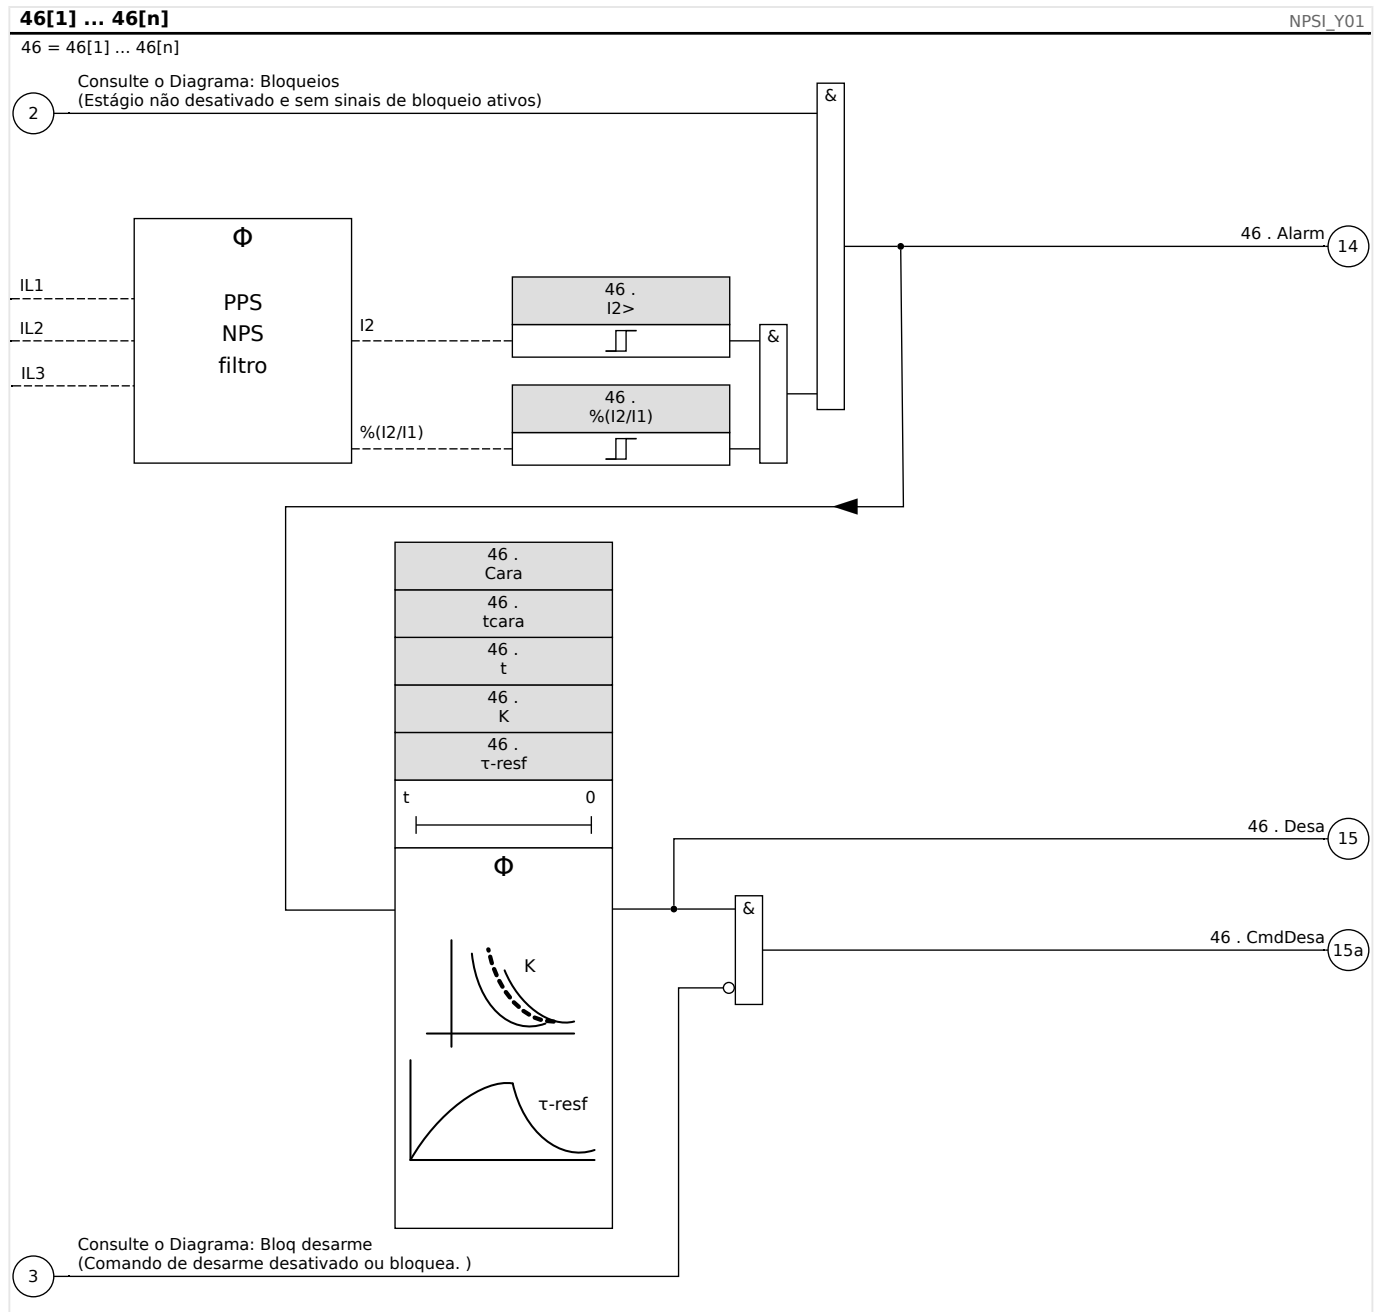 46[1] ... 46[n]
NPSI_Y01
46 = 46[1] ... 46[n]
Consulte o Diagrama: Bloqueios
(Estágio não desativado e sem sinais de bloqueio ativos)
2
&
46 . Alarm
14
Φ
PPS
NPS
filtro
IL1
IL2
IL3
I2
46 .
I2>
&
%(I2/I1)
46 .
%(I2/I1)
46 .
Cara
46 .
tcara
46 .
t
46 .
K
46 .
τ-resf
t 0
Φ
K
τ-resf
46 . Desa
15
&
46 . CmdDesa
15a
Consulte o Diagrama: Bloq desarme
(Comando de desarme desativado ou bloquea. )
3